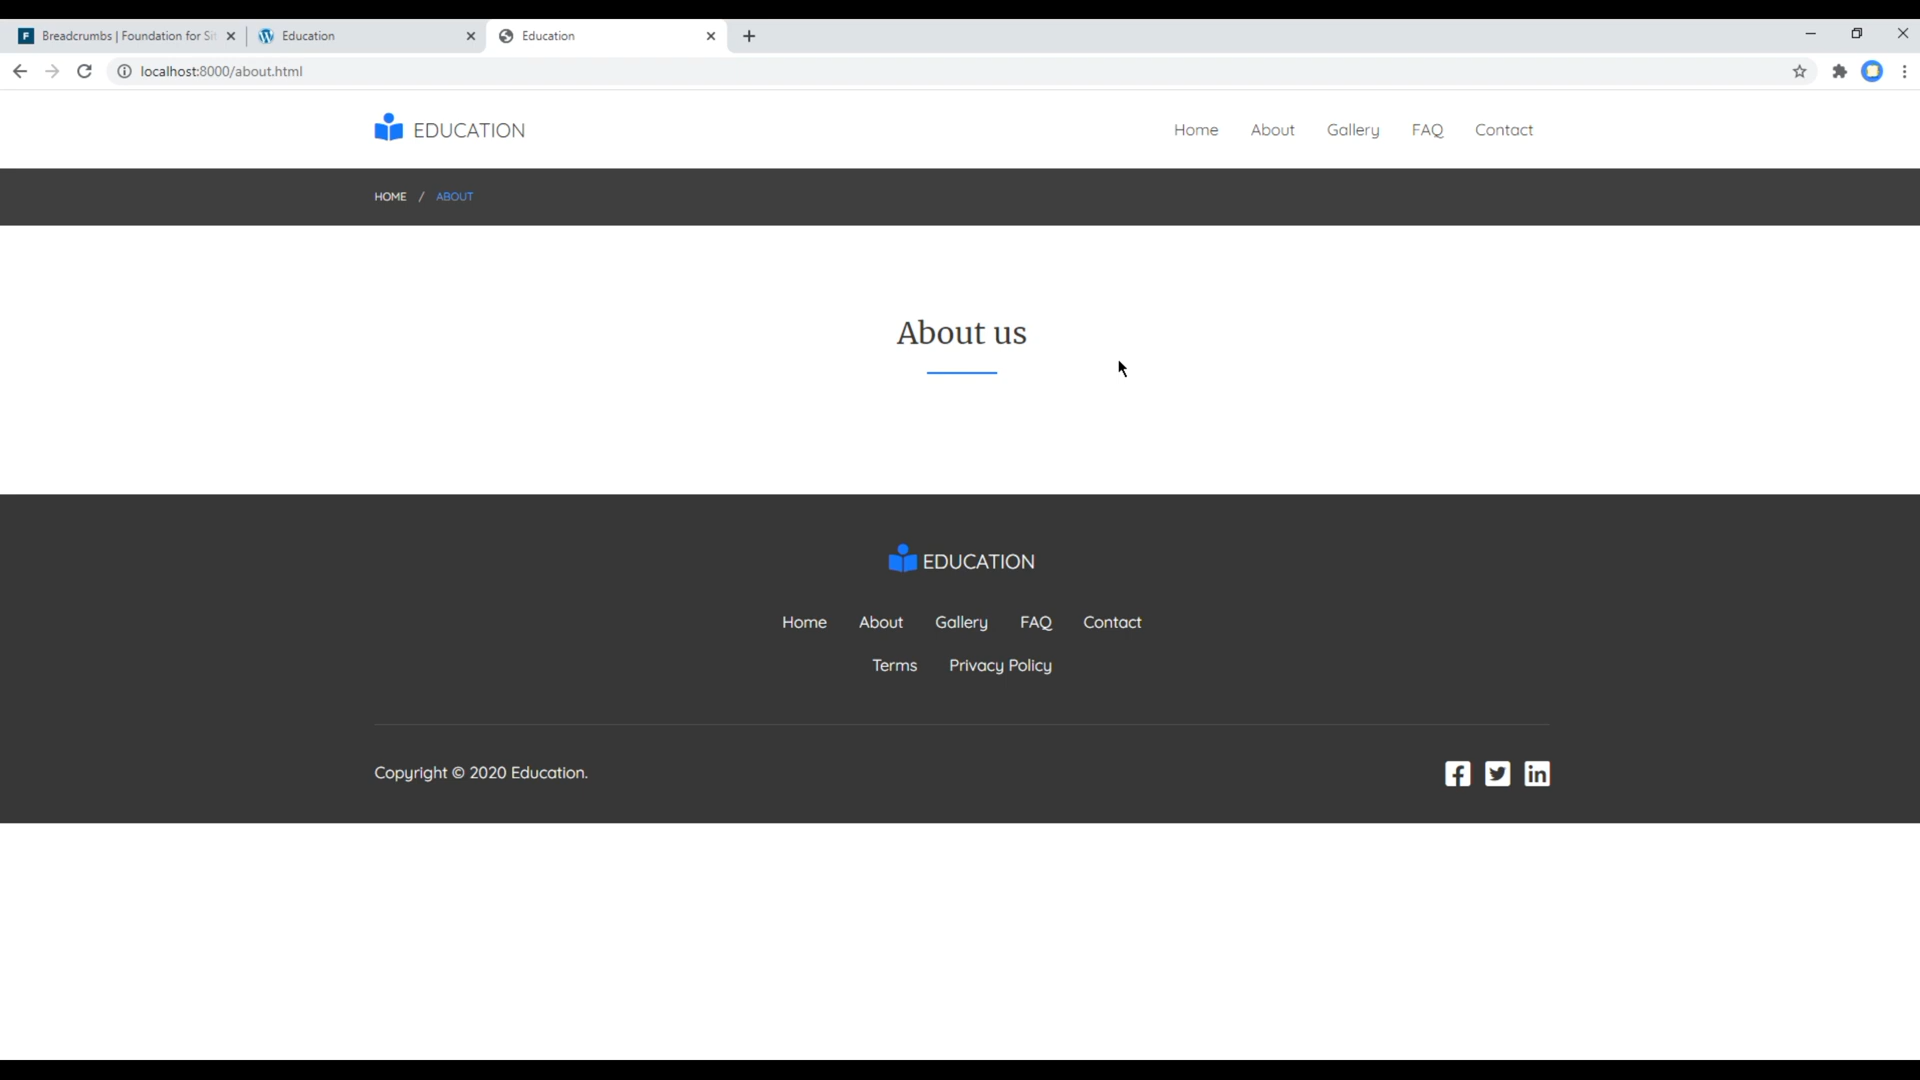 Breadcrumbs | Foundation for Sit
Education
Education
localhost:8000/about.html
EDUCATION
Home About Gallery FAQ Contact
HOME / ABOUT
About us
EDUCATION
Home About Gallery FAQ Contact
Terms Privacy Policy
Copyright © 2020 Education.